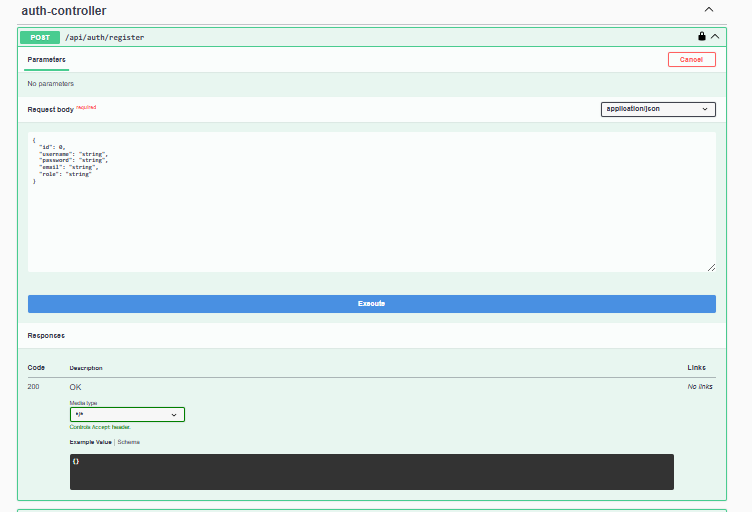 auth-controller
POST /api/auth/register
Parameters Cancel
No parameters
Request body required application/json
{
"id": 0,
"username": "string",
"password": "string",
"email": "string",
"role": "string"
}
Execute
Responses
Code Description Links
200 OK No links
Media type
*/*
Controls Accept header.
Example Value | Schema
{}